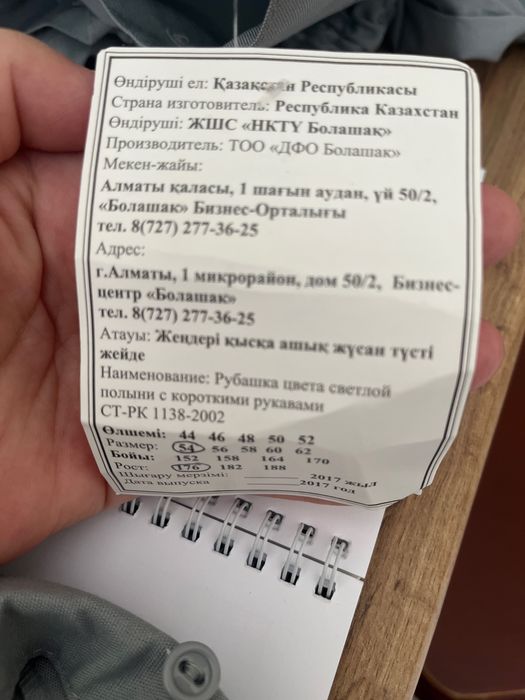 Өндіруші ел: Қазақстан Республикасы
Страна изготовитель: Республика Казахстан
Өндіруші: ЖШС «НКТҮ Болашақ»
Производитель: ТОО «ДФО Болашак»
Мекен-жайы:
Алматы қаласы, 1 шағын аудан, үй 50/2,
«Болашақ» Бизнес-Орталығы
тел. 8(727) 277-36-25
Адрес:
г.Алматы, 1 микрорайон, дом 50/2, Бизнес-
центр «Болашак»
тел. 8(727) 277-36-25
Атауы: Жеңдері қысқа ашық жусан түсті
жейде
Наименование: Рубашка цвета светлой
полыни с короткими рукавами
СТ-РК 1138-2002
Өлшемі: 44 46 48 50 52
Размер: 54 56 58 60 62
Бойы: 152 158 164 170
Рост: 176 182 188
Шығару мерзімі: ________ 2017 жыл
Дата выпуска ________ 2017 год